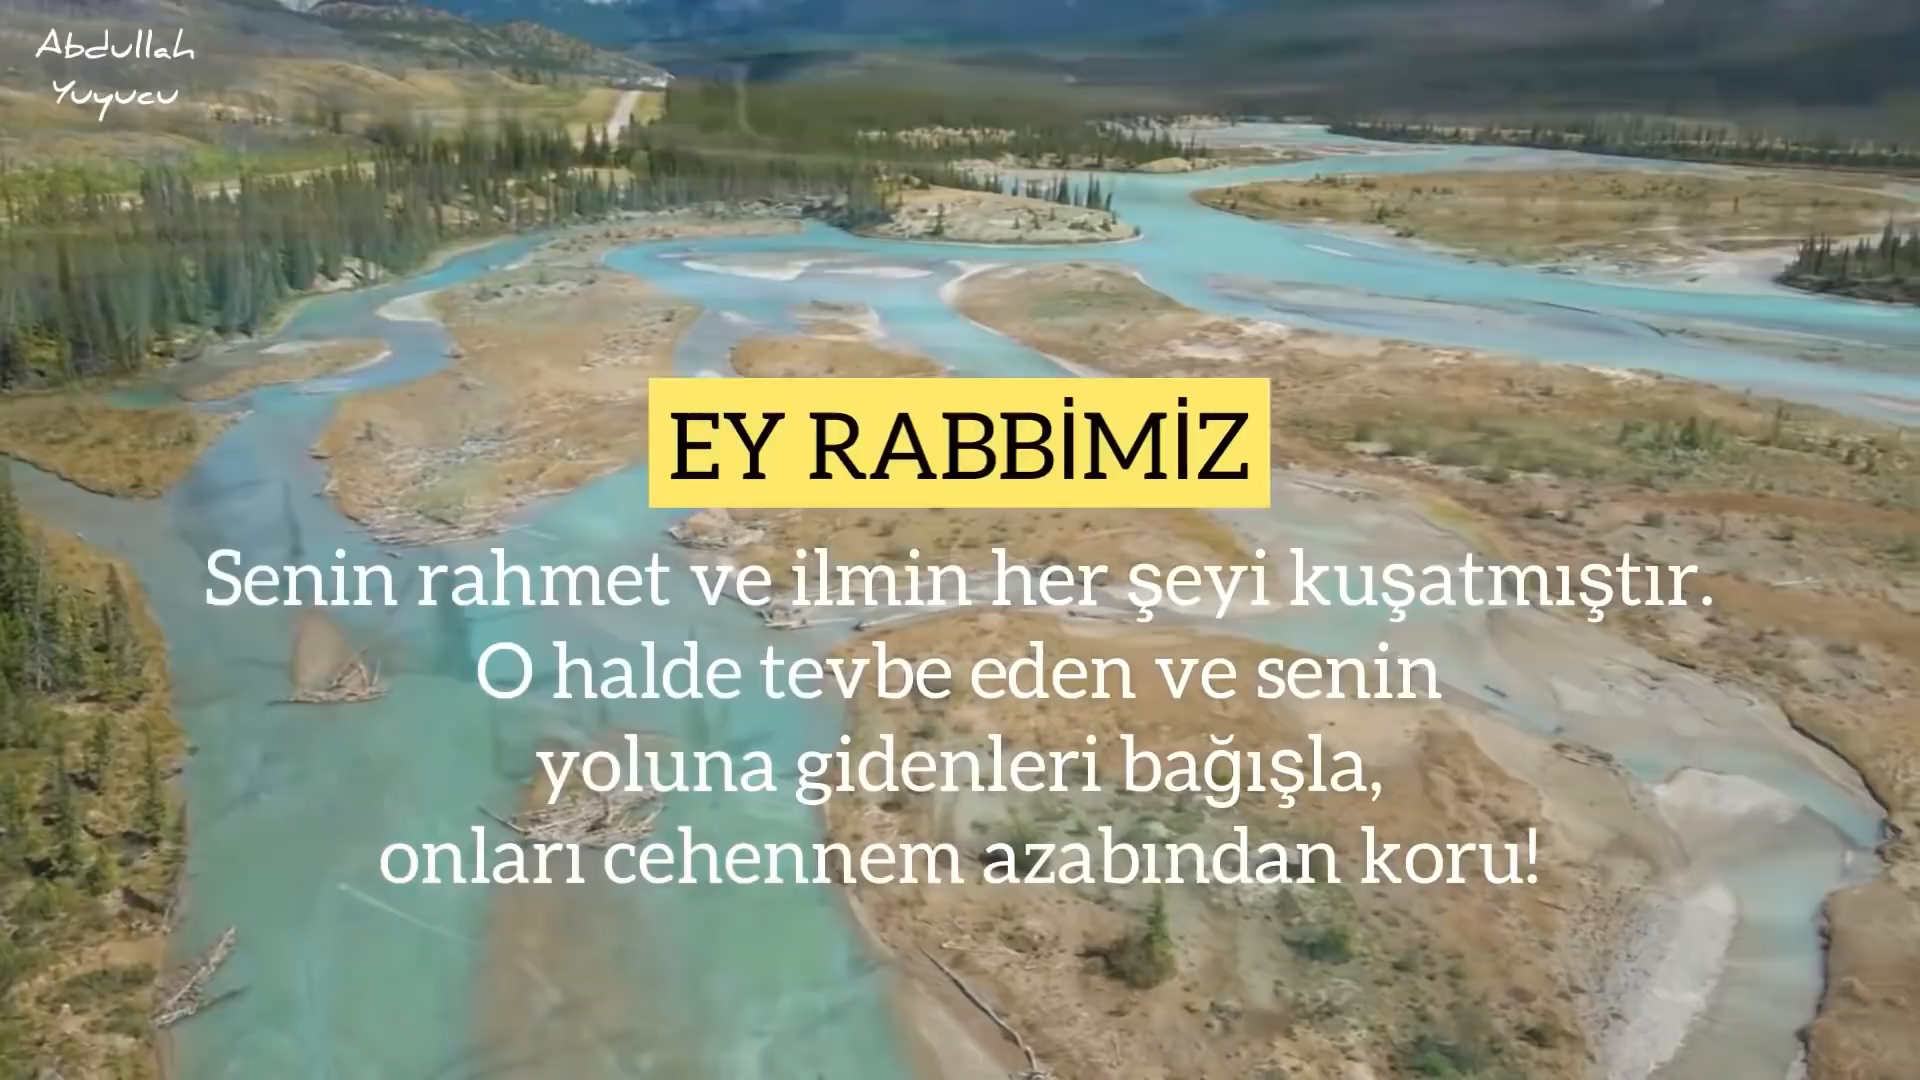 Abdullah
Yuyucu
EY RABBİMİZ
Senin rahmet ve ilmin her şeyi kuşatmıştır.
O halde tevbe eden ve senin
yoluna gidenleri bağışla,
onları cehennem azabından koru!